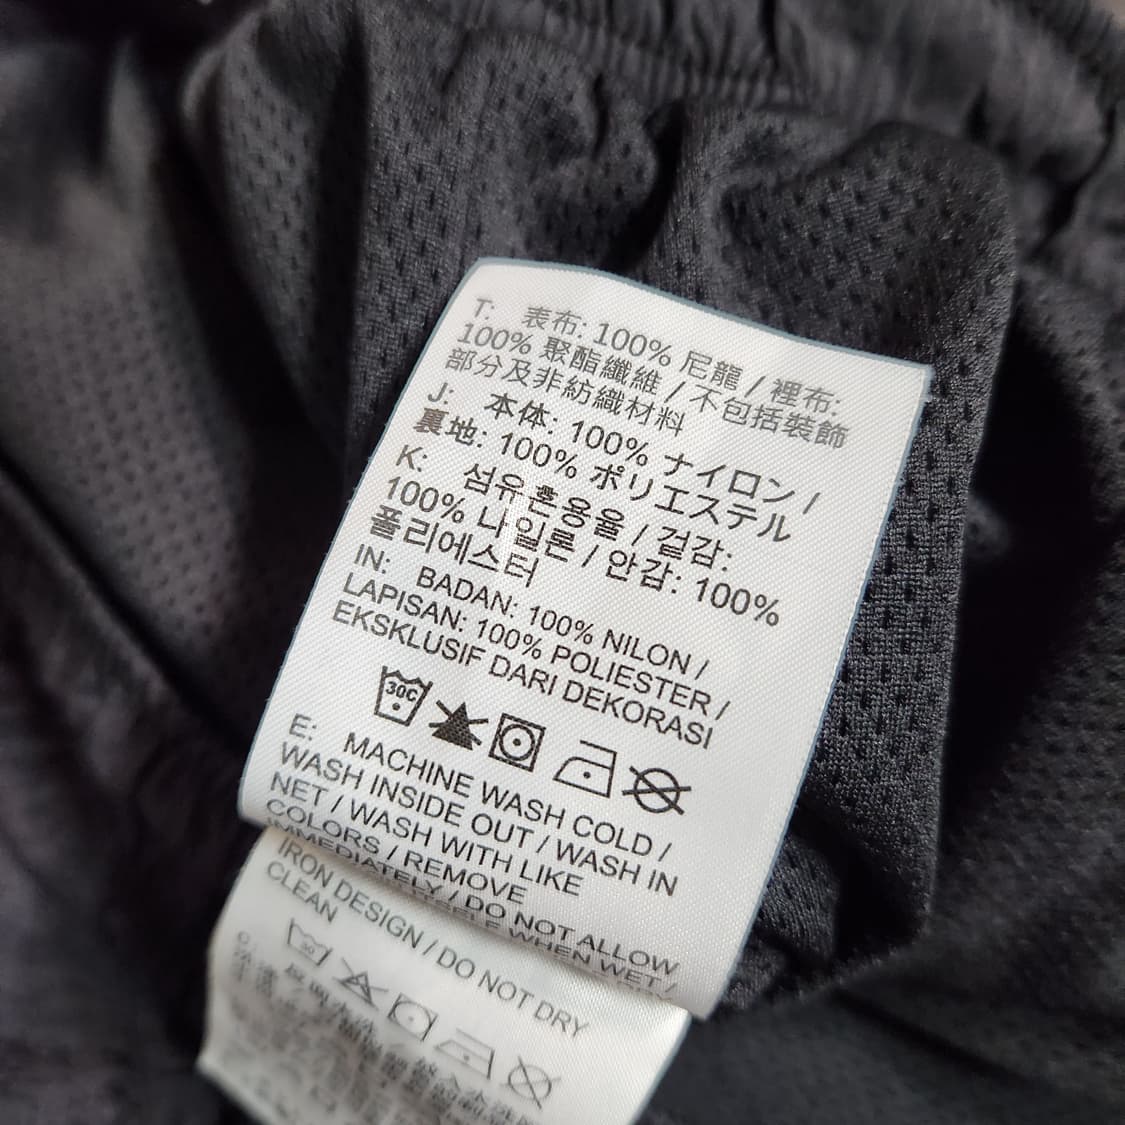 T: 表布: 100% 尼龍 / 裡布:
100% 聚酯纖維 / 不包括裝飾
部分及非紡織材料
J: 本体: 100% ナイロン /
裏地: 100% ポリエステル
K: 섬유혼용율 / 겉감:
100% 나일론 / 안감: 100%
폴리에스터
IN: BADAN: 100% NILON /
LAPISAN: 100% POLIESTER /
EKSKLUSIF DARI DEKORASI
30C
E: MACHINE WASH COLD /
WASH INSIDE OUT / WASH IN
NET / WASH WITH LIKE
COLORS / REMOVE
IMMEDIATELY / DO NOT ALLOW
WHEN WET /
IRON DESIGN / DO NOT DRY
CLEAN
30